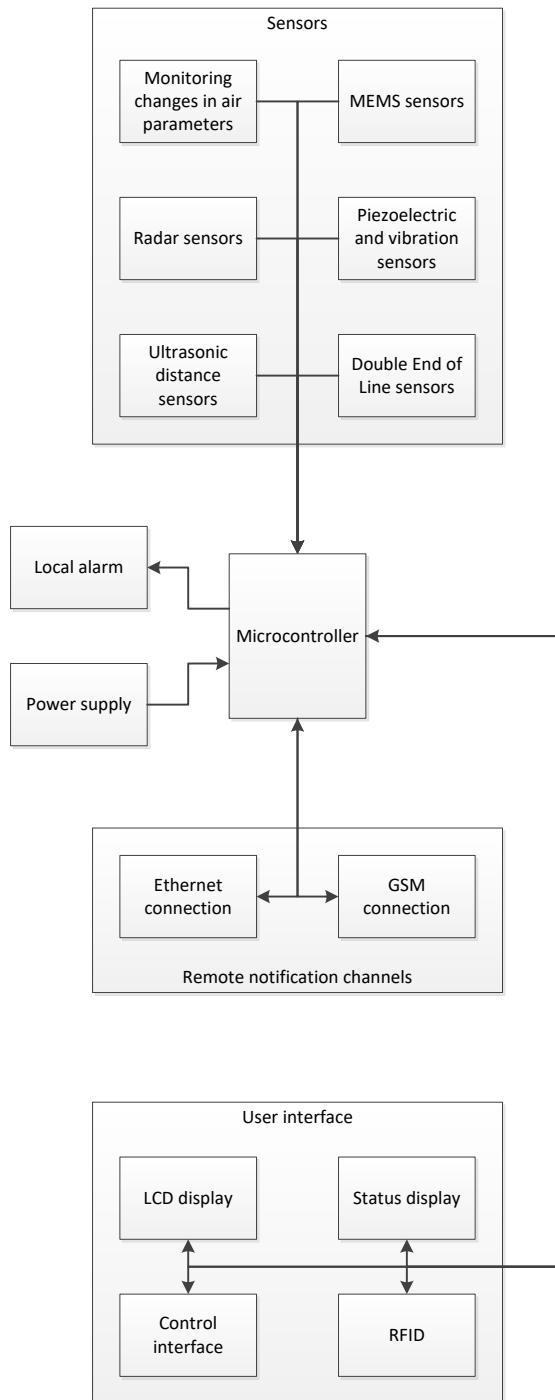 Sensors
Monitoring
changes in air
parameters
MEMS sensors
Radar sensors
Piezoelectric
and vibration
sensors
Ultrasonic
distance
sensors
Double End of
Line sensors
Local alarm
Microcontroller
Power supply
Ethernet
connection
GSM
connection
Remote notification channels
User interface
LCD display
Status display
Control
interface
RFID